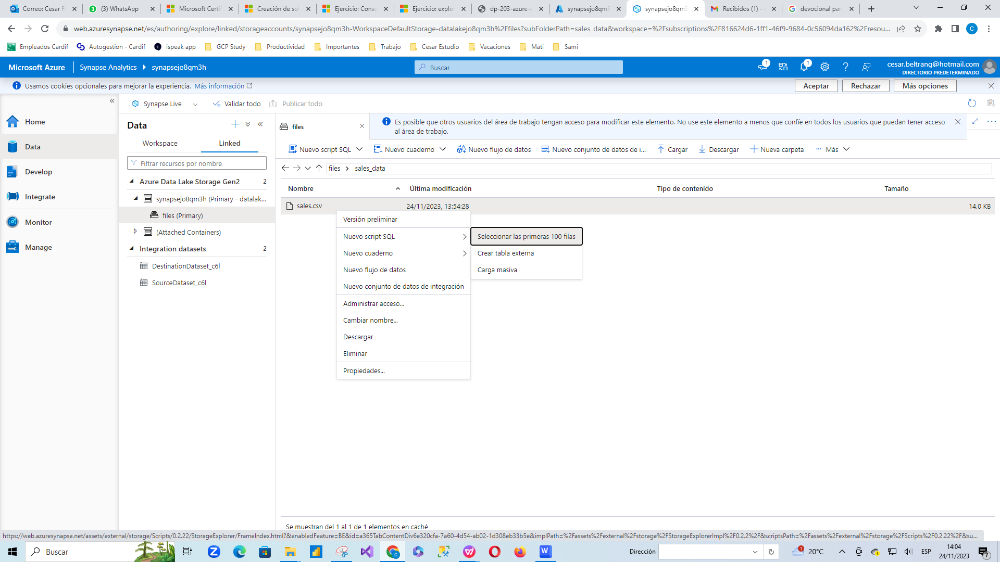 Correo: Cesar F
(3) WhatsApp
Microsoft Certif
Creación de sol
Ejercicio: Consu
Ejercicio: explor
dp-203-azure-d
synapsejo8qm3
synapsejo8qm3h
Recibidos (1) -
devocional para
web.azuresynapse.net/es/authoring/explore/linked/storageaccounts/synapsejo8qm3h-WorkspaceDefaultStorage-datalakejo8qm3h%2Ffiles?subFolderPath=sales_data&workspace=%2Fsubscriptions%2F816624d6-1ff1-46f9-9684-0c56094da162%2Fresou...
C
Empleados Cardif
Autogestion - Cardif
ispeak app
GCP Study
Productividad
Importantes
Trabajo
Cesar Estudio
Vacaciones
Mati
Sami
Microsoft Azure
Synapse Analytics
synapsejo8qm3h
Buscar
1
1
cesar.beltrang@hotmail.com
DIRECTORIO PREDETERMINADO
Usamos cookies opcionales para mejorar la experiencia. Más información
Aceptar
Rechazar
Más opciones
Synapse Live
Validar todo
Publicar todo
Home
Data
Develop
Integrate
Monitor
Manage
Data
Workspace
Linked
Filtrar recursos por nombre
Azure Data Lake Storage Gen2 2
synapsejo8qm3h (Primary - datalak...
files (Primary)
(Attached Containers)
Integration datasets 2
DestinationDataset_c6l
SourceDataset_c6l
files
Es posible que otros usuarios del área de trabajo tengan acceso para modificar este elemento. No use este elemento a menos que confíe en todos los usuarios que puedan tener acceso
al área de trabajo.
Nuevo script SQL
Nuevo cuaderno
Nuevo flujo de datos
Nuevo conjunto de datos de i...
Cargar
Descargar
Nueva carpeta
Más
files > sales_data
Nombre
Última modificación
Tipo de contenido
Tamaño
sales.csv
24/11/2023, 13:54:28
14.0 KB
Versión preliminar
Nuevo script SQL
Nuevo cuaderno
Nuevo flujo de datos
Nuevo conjunto de datos de integración
Administrar acceso...
Cambiar nombre...
Descargar
Eliminar
Propiedades...
Seleccionar las primeras 100 filas
Crear tabla externa
Carga masiva
Se muestran del 1 al 1 de 1 elementos en caché
https://web.azuresynapse.net/assets/external/storage/Scripts/0.2.22/StorageExplorer/FrameIndex.html?&enabledFeature=BE&id=a365TabContentDiv6e320cfa-7a60-4d54-ab02-1d308eb33b5e&implPath=%2Fassets%2Fexternal%2Fstorage%2FStorageExplorerImpl%2F0.2.2%2F&scriptsPath=%2Fassets%2Fexternal%2Fstorage%2FScripts%2F0.2.22%2F&su...
Buscar
Dirección
1
20°C
ESP
14:04
24/11/2023
7